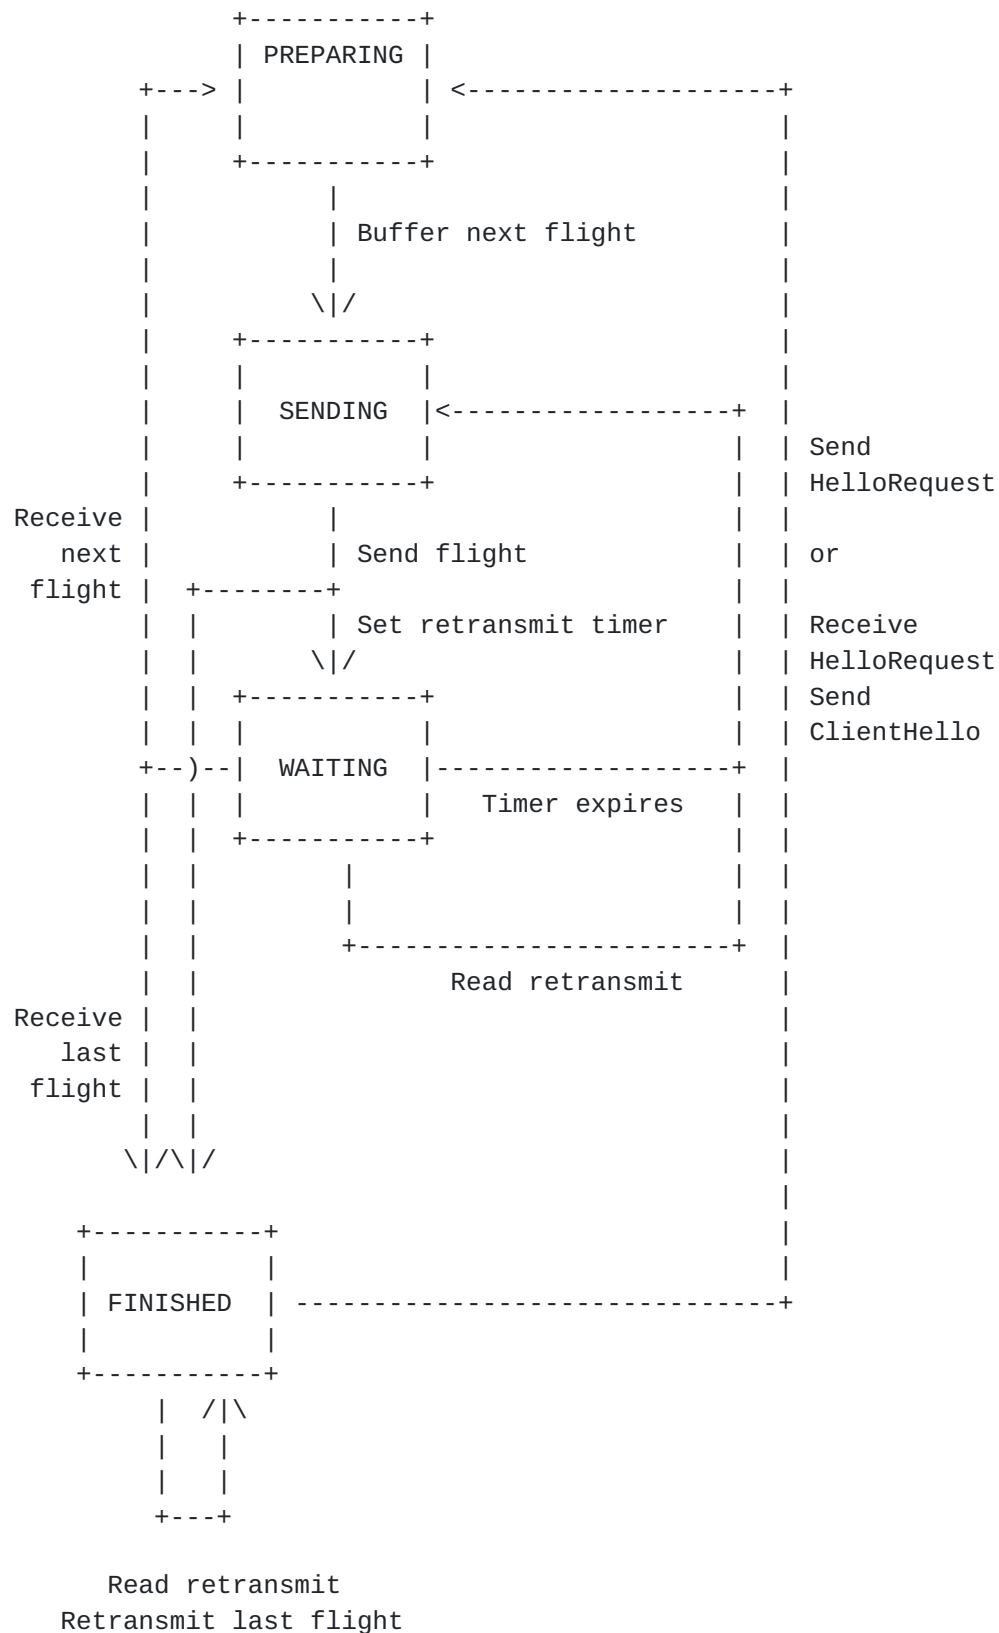 PREPARING
Buffer next flight
SENDING
Send
HelloRequest
Receive
next
flight
Send flight
or
Set retransmit timer
Receive
HelloRequest
Send
ClientHello
WAITING
Timer expires
Read retransmit
Receive
last
flight
FINISHED
Read retransmit
Retransmit last flight